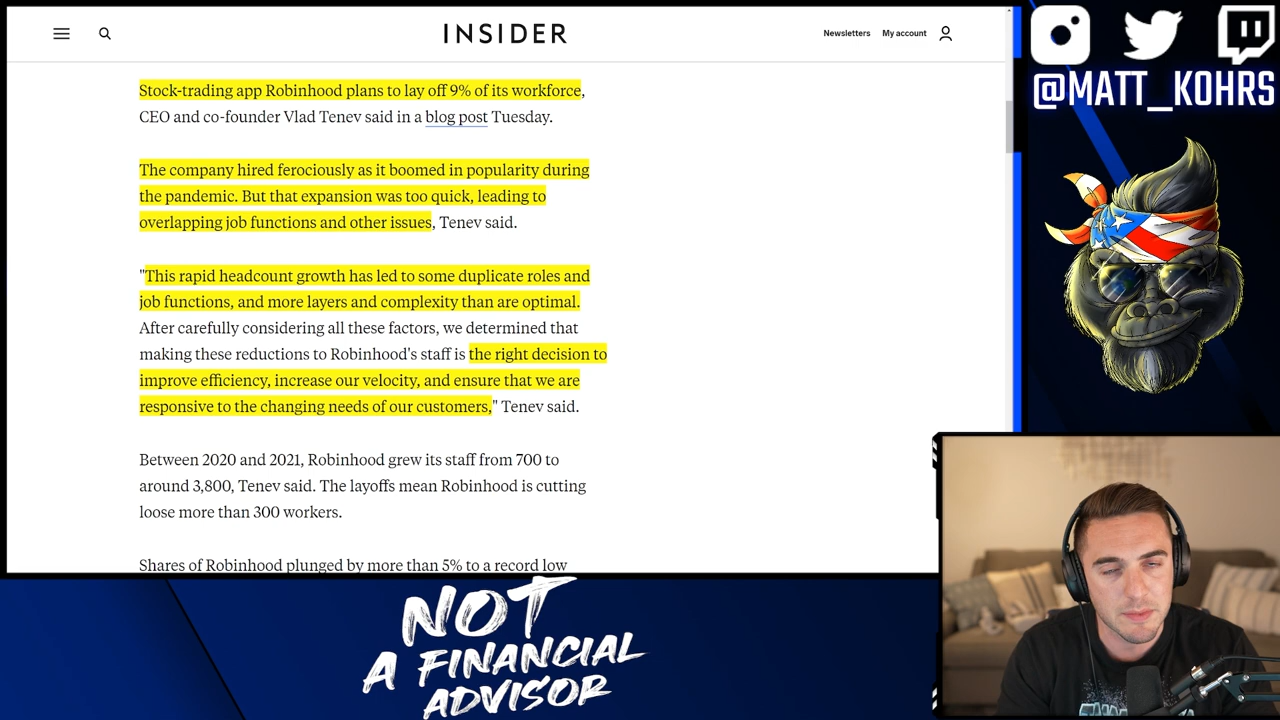 INSIDER
Newsletters My account
Stock-trading app Robinhood plans to lay off 9% of its workforce,
CEO and co-founder Vlad Tenev said in a blog post Tuesday.
The company hired ferociously as it boomed in popularity during
the pandemic. But that expansion was too quick, leading to
overlapping job functions and other issues, Tenev said.
"This rapid headcount growth has led to some duplicate roles and
job functions, and more layers and complexity than are optimal.
After carefully considering all these factors, we determined that
making these reductions to Robinhood's staff is the right decision to
improve efficiency, increase our velocity, and ensure that we are
responsive to the changing needs of our customers," Tenev said.
Between 2020 and 2021, Robinhood grew its staff from 700 to
around 3,800, Tenev said. The layoffs mean Robinhood is cutting
loose more than 300 workers.
Shares of Robinhood plunged by more than 5% to a record low
@MATT_KOHRS
NOT
A FINANCIAL
ADVISOR